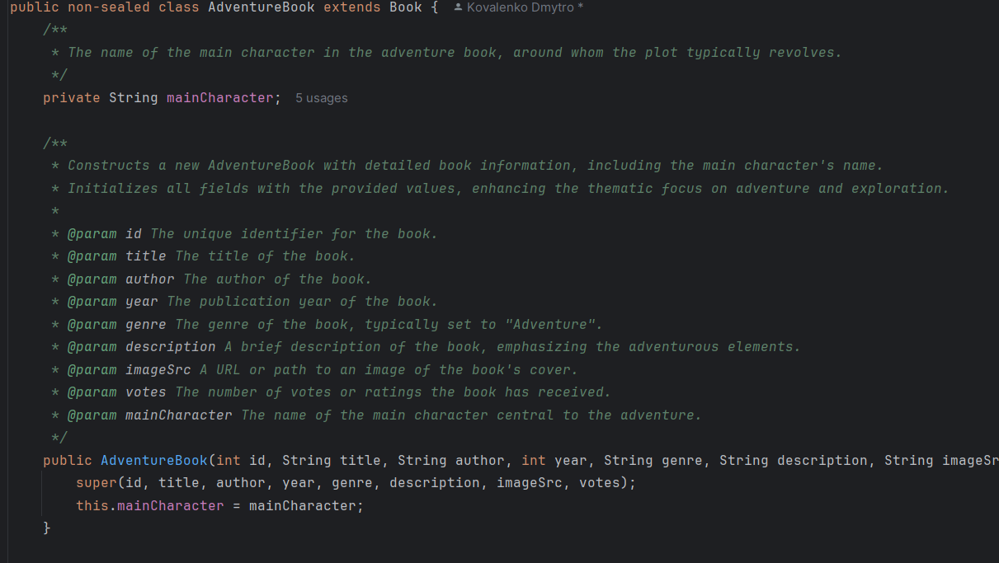 public non-sealed class AdventureBook extends Book { Kovalenko Dmytro *
/**
* The name of the main character in the adventure book, around whom the plot typically revolves.
*/
private String mainCharacter; 5 usages
/**
* Constructs a new AdventureBook with detailed book information, including the main character's name.
* Initializes all fields with the provided values, enhancing the thematic focus on adventure and exploration.
*
* @param id The unique identifier for the book.
* @param title The title of the book.
* @param author The author of the book.
* @param year The publication year of the book.
* @param genre The genre of the book, typically set to "Adventure".
* @param description A brief description of the book, emphasizing the adventurous elements.
* @param imageSrc A URL or path to an image of the book's cover.
* @param votes The number of votes or ratings the book has received.
* @param mainCharacter The name of the main character central to the adventure.
*/
public AdventureBook(int id, String title, String author, int year, String genre, String description, String imageSr
super(id, title, author, year, genre, description, imageSrc, votes);
this.mainCharacter = mainCharacter;
}